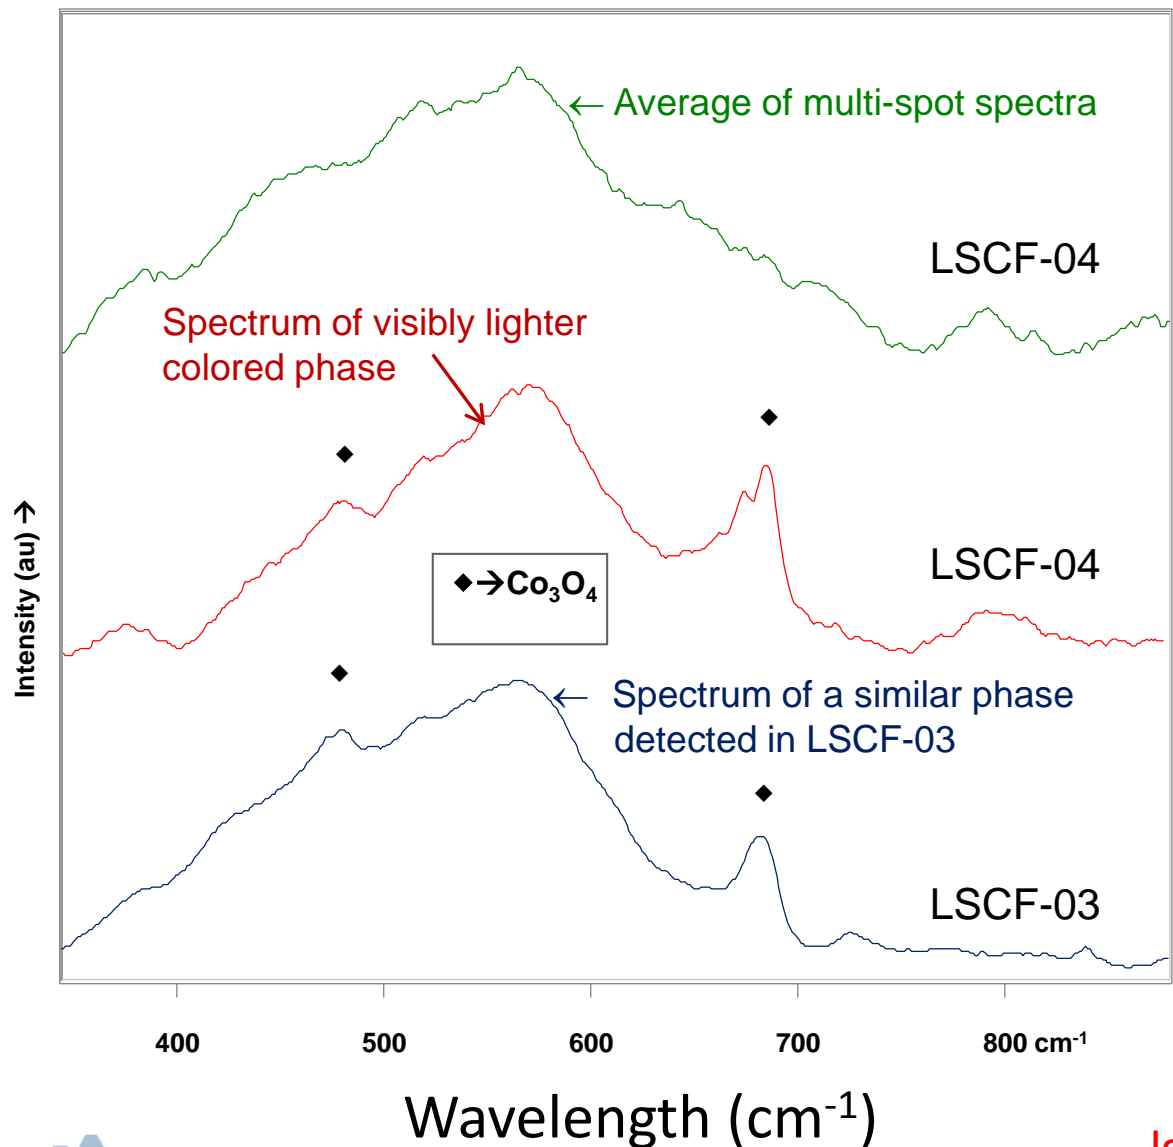 ← Average of multi-spot spectra
LSCF-04
Spectrum of visibly lighter
colored phase
◆
◆
LSCF-04
◆→Co₃O₄
◆
← Spectrum of a similar phase
detected in LSCF-03
◆
LSCF-03
Intensity (au) →
400 500 600 700 800 cm⁻¹
Wavelength (cm⁻¹)